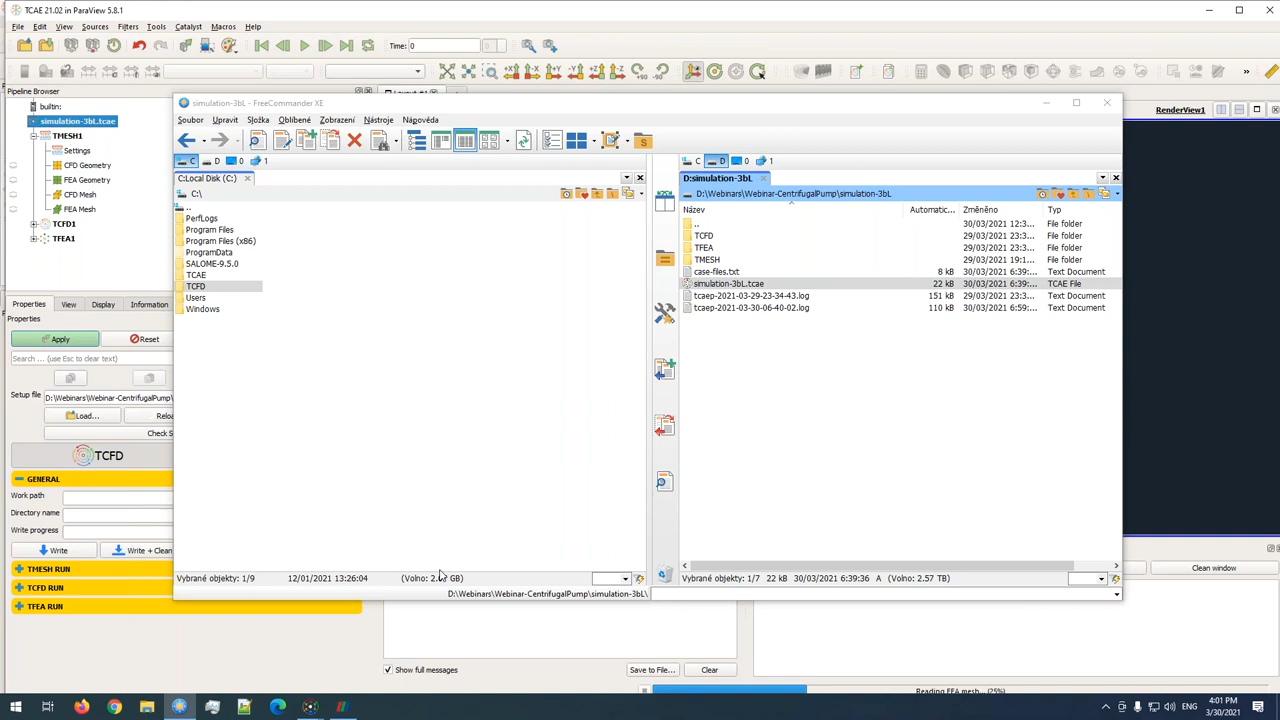 TCAE 21.02 in ParaView 5.8.1
File Edit View Sources Filters Tools Catalyst Macros Help
Time: 0
Pipeline Browser
RenderView1
builtin:
simulation-3bL.tcae
TMESH1
Settings
CFD Geometry
FEA Geometry
CFD Mesh
FEA Mesh
TCFD1
TFEA1
Properties View Display Information
Properties
Apply Reset
Search ... (use Esc to clear text)
Setup file D:\Webinars\Webinar-CentrifugalPump\
Load... Reloa
Check S
TCFD
GENERAL
Work path
Directory name
Write progress
Write Write + Clean
TMESH RUN
TCFD RUN
TFEA RUN
simulation-3bL - FreeCommander XE
Soubor Upravit Složka Oblíbené Zobrazení Nástroje Nápověda
C D 0 1
C:Local Disk (C:)
C:\
..
PerfLogs
Program Files
Program Files (x86)
ProgramData
SALOME-9.5.0
TCAE
TCFD
Users
Windows
Vybrané objekty: 1/9 12/01/2021 13:26:04 GB)
C D 0 1
D:simulation-3bL
D:\Webinars\Webinar-CentrifugalPump\simulation-3bL
Název Automatic... Změněno Typ
.. 30/03/2021 12:3... File folder
TCFD 29/03/2021 23:3... File folder
TFEA 29/03/2021 23:3... File folder
TMESH 29/03/2021 19:1... File folder
case-files.txt 8 kB 30/03/2021 6:39:... Text Document
simulation-3bL.tcae 22 kB 30/03/2021 6:39:... TCAE File
tcaep-2021-03-29-23-34-43.log 151 kB 29/03/2021 23:3... Text Document
tcaep-2021-03-30-06-40-02.log 110 kB 30/03/2021 6:59:... Text Document
Vybrané objekty: 1/7 22 kB 30/03/2021 6:39:36 A (Volno: 2.57 TB)
D:\Webinars\Webinar-CentrifugalPump\simulation-3bL\
Clean window
Show full messages Save to File... Clear
Reading FEA mesh... (25%)
ENG 4:01 PM
3/30/2021